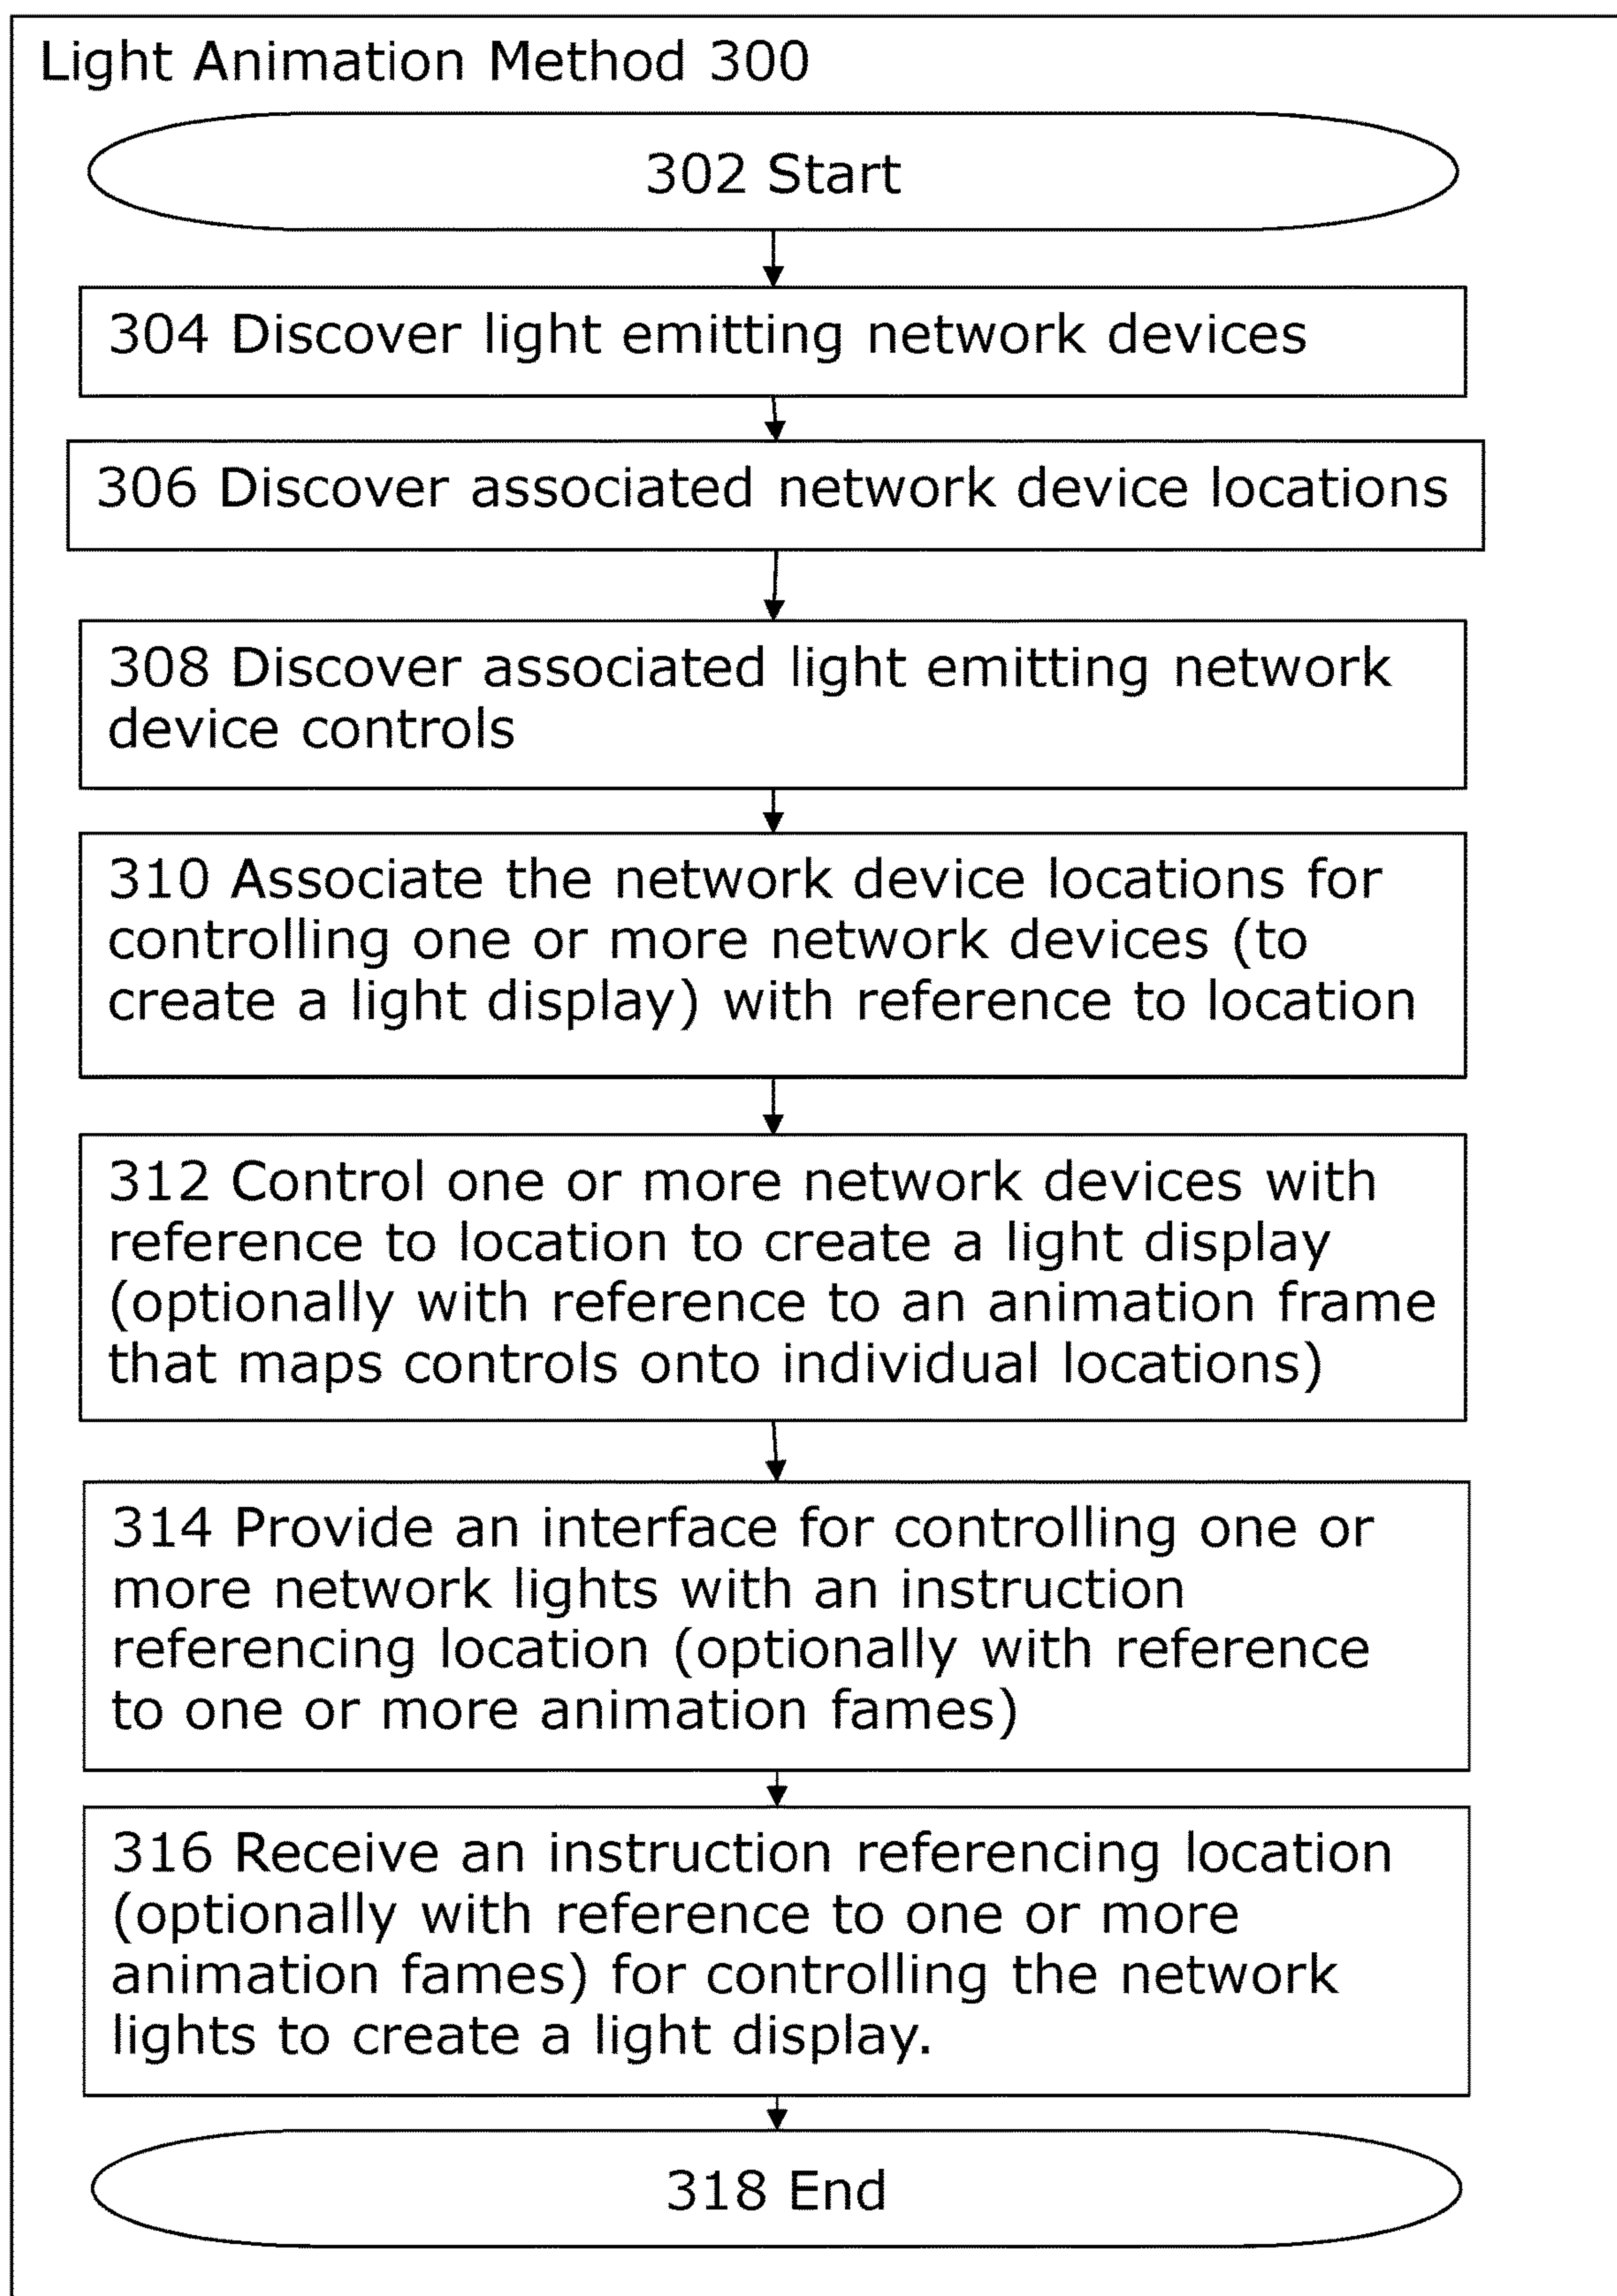 Light Animation Method 300
302 Start
304 Discover light emitting network devices
306 Discover associated network device locations
308 Discover associated light emitting network
device controls
310 Associate the network device locations for
controlling one or more network devices (to
create a light display) with reference to location
312 Control one or more network devices with
reference to location to create a light display
(optionally with reference to an animation frame
that maps controls onto individual locations)
314 Provide an interface for controlling one or
more network lights with an instruction
referencing location (optionally with reference
to one or more animation fames)
316 Receive an instruction referencing location
(optionally with reference to one or more
animation fames) for controlling the network
lights to create a light display.
318 End